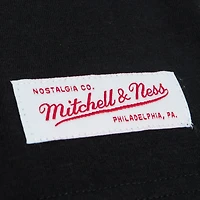 NOSTALGIA CO.
Mitchell & Ness
PHILADELPHIA, PA.